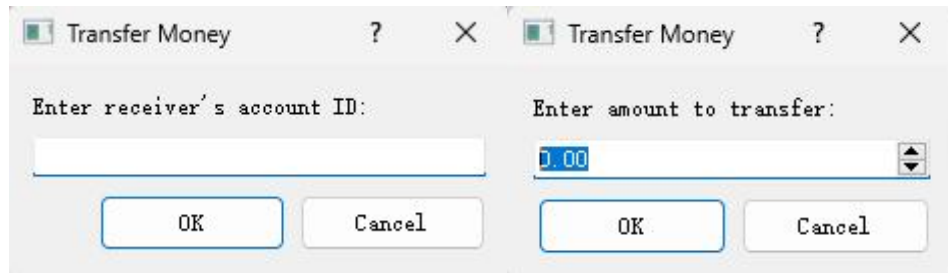 Transfer Money ?
Enter receiver's account ID:
OK Cancel
Transfer Money ?
Enter amount to transfer:
0.00
OK Cancel